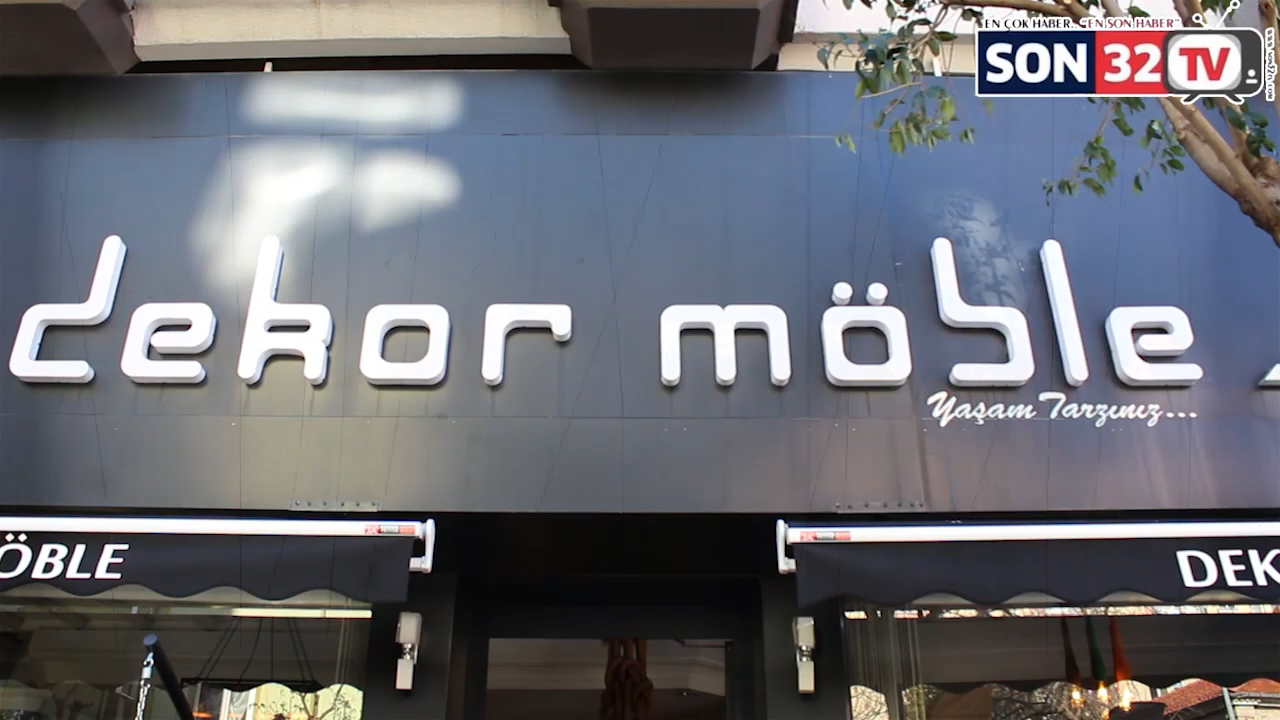 EN ÇOK HABER.. "EN SON HABER"
SON 32 TV
dekor möble
Yaşam Tarzınız...
ÖBLE
DEK